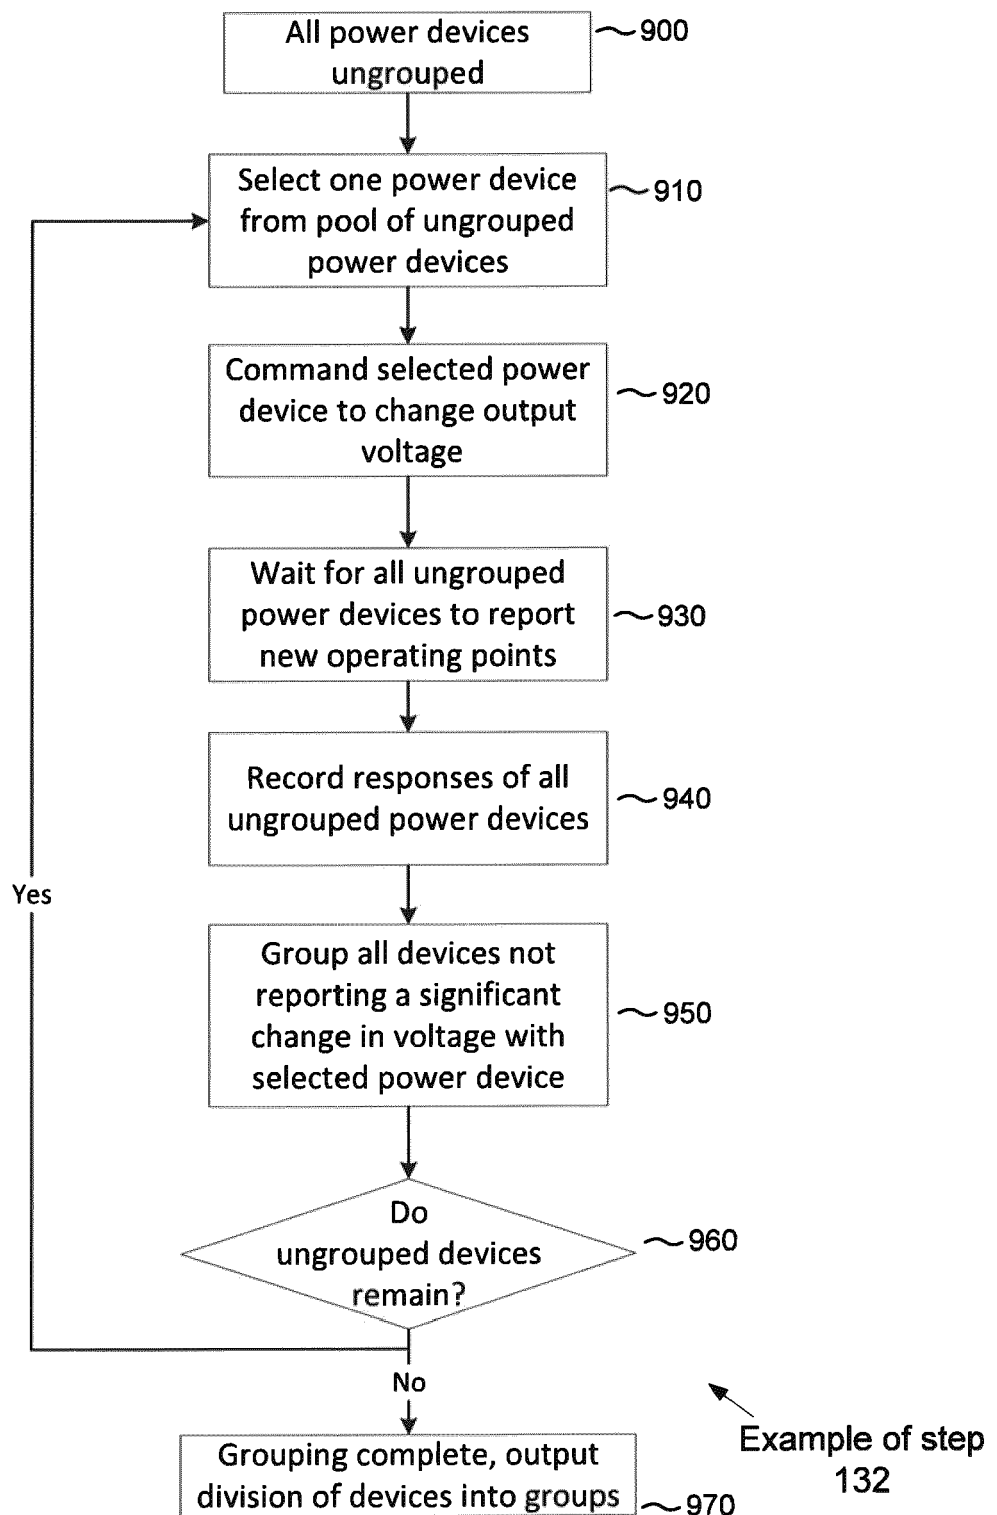 All power devices
ungrouped
900
Select one power device
from pool of ungrouped
power devices
910
Command selected power
device to change output
voltage
920
Wait for all ungrouped
power devices to report
new operating points
930
Record responses of all
ungrouped power devices
940
Yes
Group all devices not
reporting a significant
change in voltage with
selected power device
950
Do
ungrouped devices
remain?
960
No
Grouping complete, output
division of devices into groups
970
Example of step
132